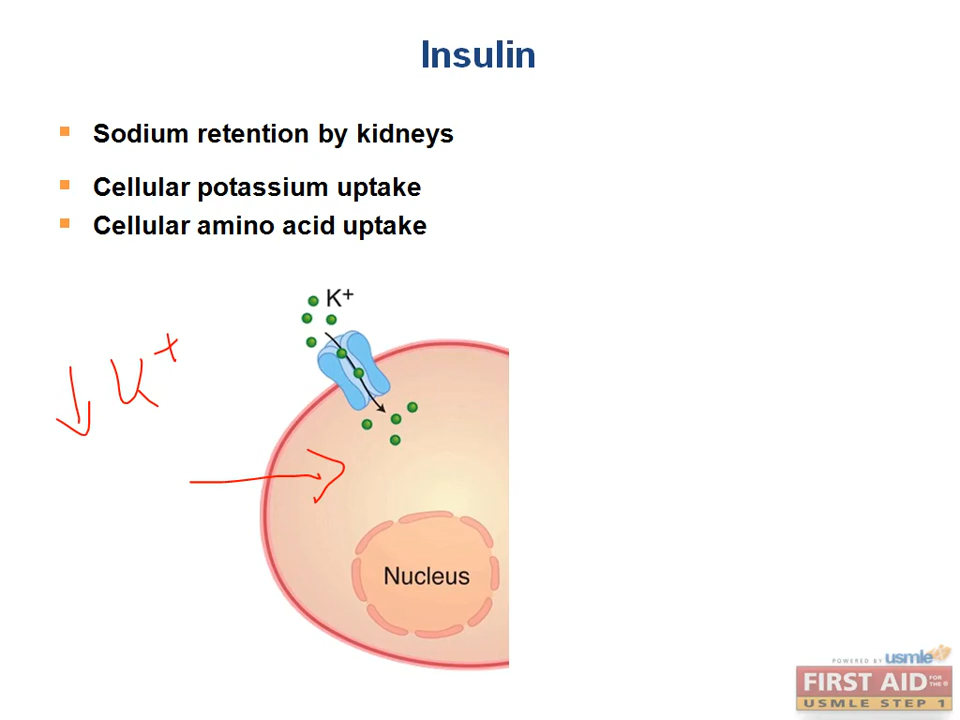 Insulin
Sodium retention by kidneys
Cellular potassium uptake
Cellular amino acid uptake
K⁺
↓ K⁺
Nucleus
POWERED BY usmle
FIRST AID FOR THE®
USMLE STEP 1